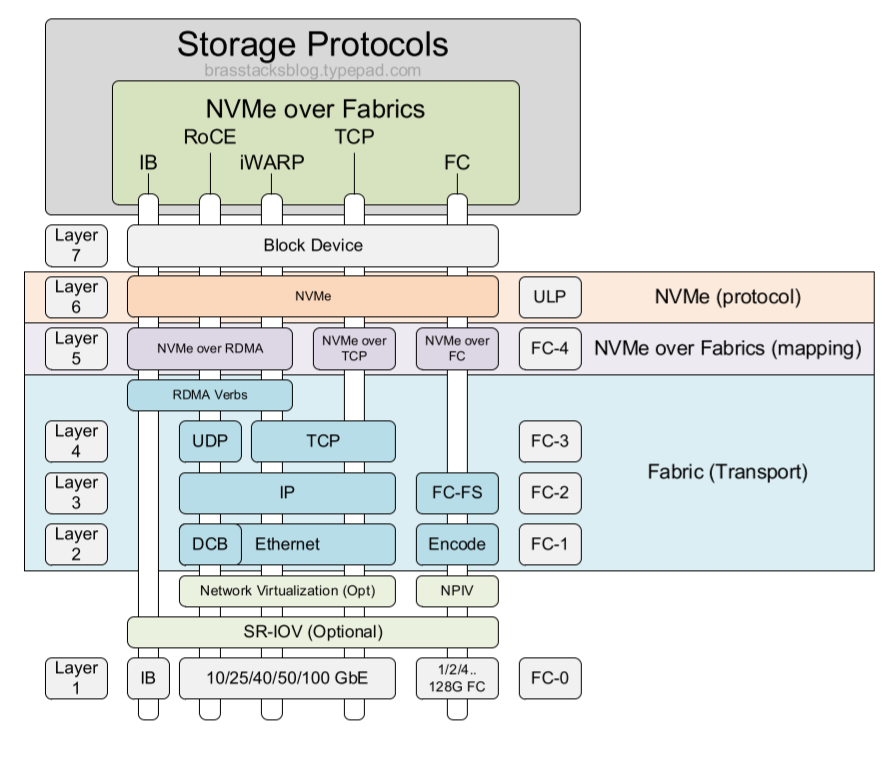 Storage Protocols
brasstacksblog.typepad.com
NVMe over Fabrics
RoCE
TCP
IB
iWARP
FC
Layer
7
Block Device
Layer
6
NVMe
ULP
NVMe (protocol)
Layer
5
NVMe over RDMA
NVMe over
TCP
NVMe over
FC
FC-4
NVMe over Fabrics (mapping)
RDMA Verbs
Layer
4
UDP
TCP
FC-3
Fabric (Transport)
Layer
3
IP
FC-FS
FC-2
Layer
2
DCB
Ethernet
Encode
FC-1
Network Virtualization (Opt)
NPIV
SR-IOV (Optional)
Layer
1
IB
10/25/40/50/100 GbE
1/2/4..
128G FC
FC-0